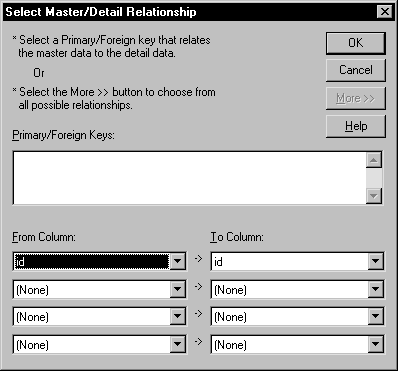 Select Master/Detail Relationship
* Select a Primary/Foreign key that relates
the master data to the detail data.
Or
* Select the More >> button to choose from
all possible relationships.
OK
Cancel
More >>
Help
Primary/Foreign Keys:
From Column: To Column:
id -> id
(None) -> (None)
(None) -> (None)
(None) -> (None)